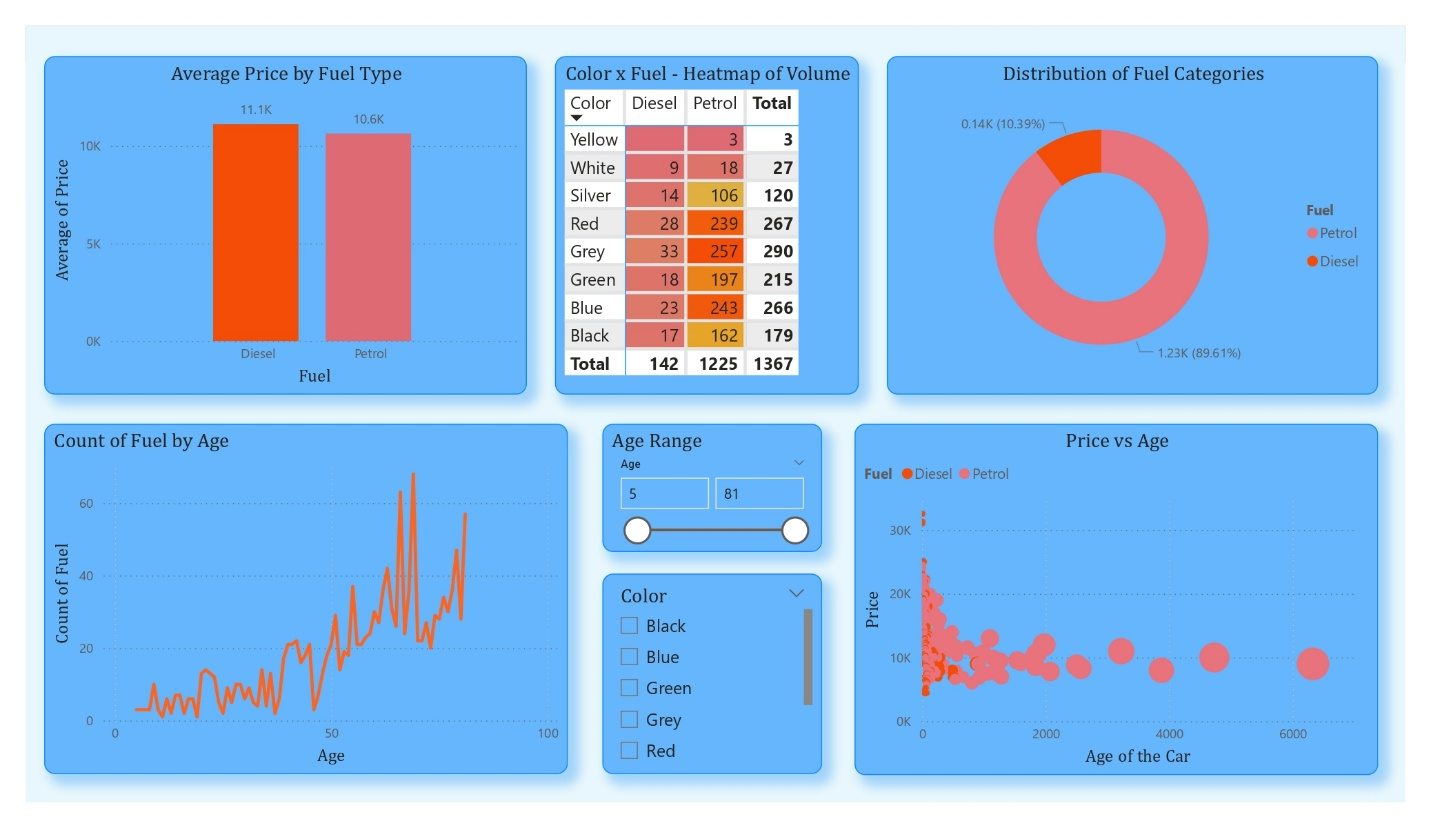 Average Price by Fuel Type
11.1K
10.6K
10K
5K
0K
Average of Price
Diesel Petrol
Fuel
Color x Fuel - Heatmap of Volume
Color Diesel Petrol Total
Yellow 3 3
White 9 18 27
Silver 14 106 120
Red 28 239 267
Grey 33 257 290
Green 18 197 215
Blue 23 243 266
Black 17 162 179
Total 142 1225 1367
Distribution of Fuel Categories
0.14K (10.39%)
1.23K (89.61%)
Fuel
Petrol
Diesel
Count of Fuel by Age
60
40
20
0
Count of Fuel
0 50 100
Age
Age Range
Age
5 81
Color
Black
Blue
Green
Grey
Red
Price vs Age
Fuel Diesel Petrol
30K
20K
10K
0K
Price
0 2000 4000 6000
Age of the Car